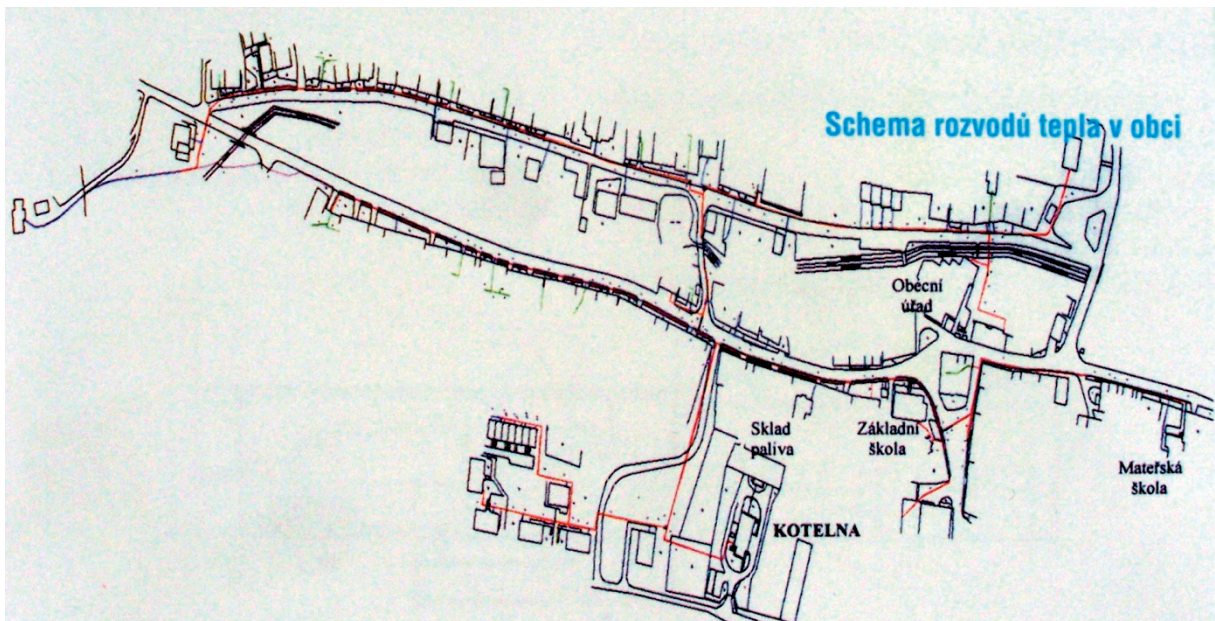 Schema rozvodů tepla v obci
Obecní
úřad
Sklad
paliva
Základní
škola
Mateřská
škola
KOTELNA